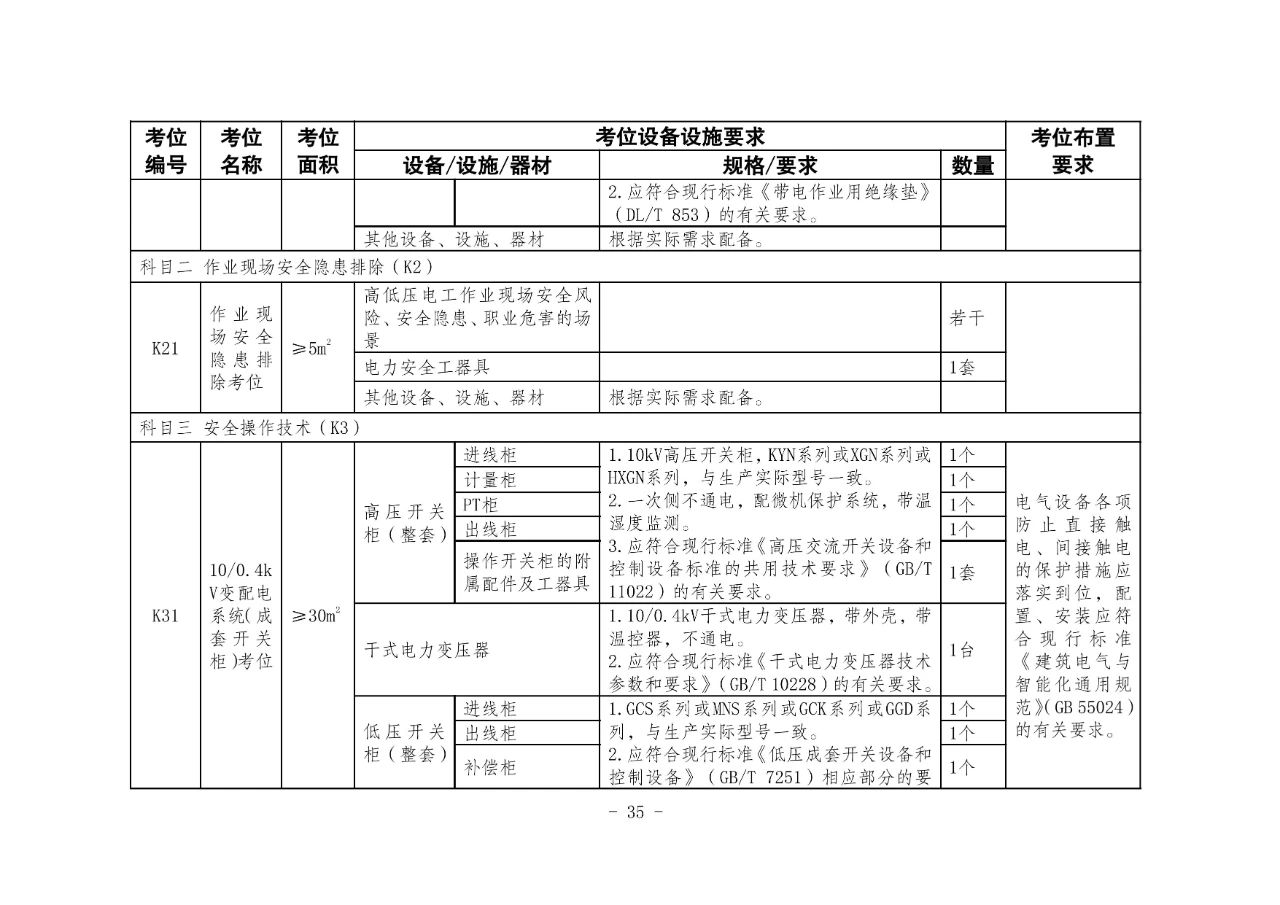 考位 考位 考位 考位设备设施要求 考位布置
编号 名称 面积 设备/设施/器材 规格/要求 数量 要求
2.应符合现行标准《带电作业用绝缘垫》
（DL/T 853）的有关要求。
其他设备、设施、器材 根据实际需求配备。
科目二 作业现场安全隐患排除（K2）
K21
作业现
场安全
隐患排
除考位
≥5m²
高低压电工作业现场安全风
险、安全隐患、职业危害的场
景
若干
电力安全工器具 1套
其他设备、设施、器材 根据实际需求配备。
科目三 安全操作技术（K3）
K31
10/0.4k
V变配电
系统(成
套开关
柜)考位
≥30m²
高压开关
柜（整套）
进线柜
计量柜
PT柜
出线柜
操作开关柜的附
属配件及工器具
1.10kV高压开关柜，KYN系列或XGN系列或
HXGN系列，与生产实际型号一致。
2.一次侧不通电，配微机保护系统，带温
湿度监测。
3.应符合现行标准《高压交流开关设备和
控制设备标准的共用技术要求》（GB/T
11022）的有关要求。
1个
1个
1个
1个
1套
干式电力变压器
1.10/0.4kV干式电力变压器，带外壳，带
温控器，不通电。
2.应符合现行标准《干式电力变压器技术
参数和要求》（GB/T 10228）的有关要求。
1台
低压开关
柜（整套）
进线柜
出线柜
补偿柜
1.GCS系列或MNS系列或GCK系列或GGD系
列，与生产实际型号一致。
2.应符合现行标准《低压成套开关设备和
控制设备》（GB/T 7251）相应部分的要
1个
1个
1个
电气设备各项
防止直接触
电、间接触电
的保护措施应
落实到位，配
置、安装应符
合现行标准
《建筑电气与
智能化通用规
范》（GB 55024）
的有关要求。
- 35 -